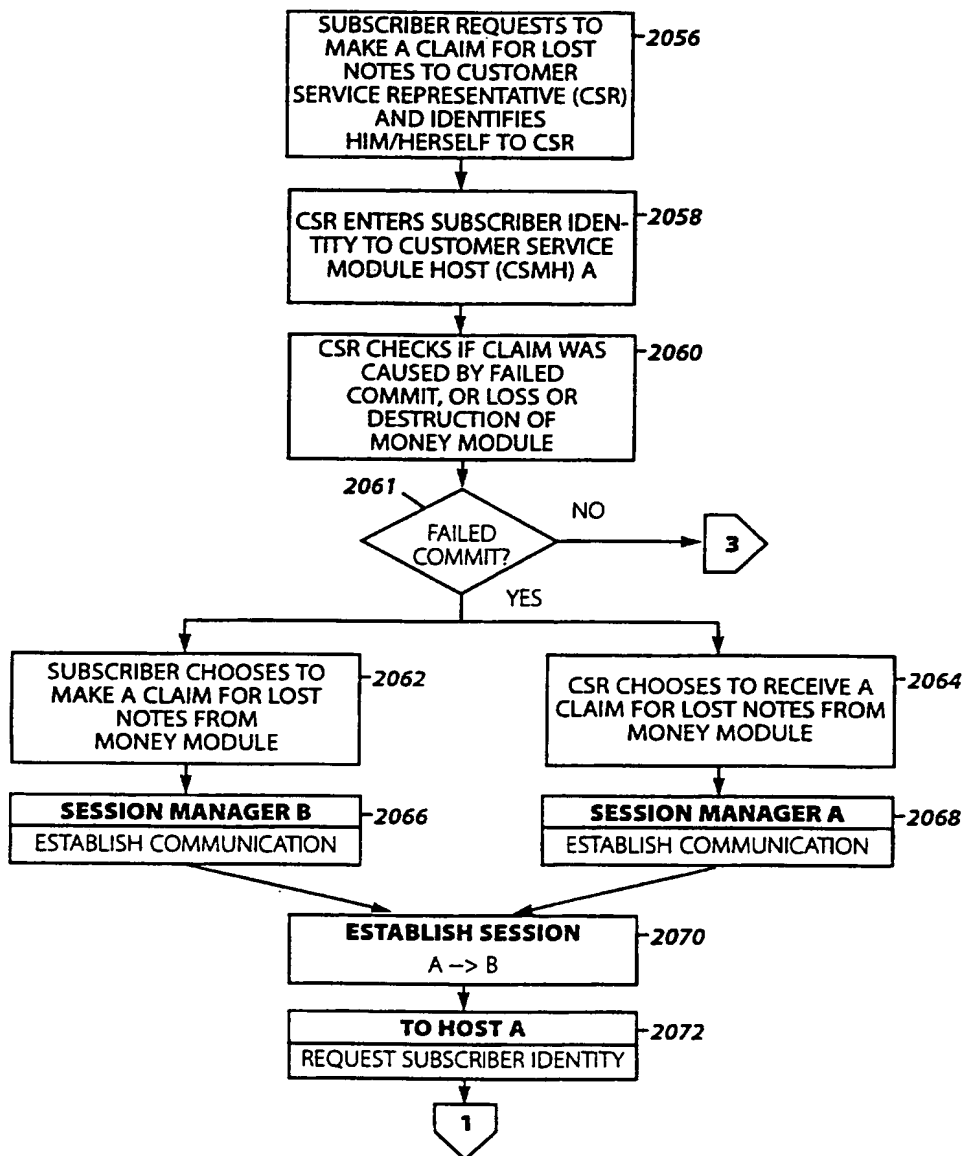 SUBSCRIBER REQUESTS TO
MAKE A CLAIM FOR LOST
NOTES TO CUSTOMER
SERVICE REPRESENTATIVE (CSR)
AND IDENTIFIES
HIM/HERSELF TO CSR
2056
CSR ENTERS SUBSCRIBER IDEN-
TITY TO CUSTOMER SERVICE
MODULE HOST (CSMH) A
2058
CSR CHECKS IF CLAIM WAS
CAUSED BY FAILED
COMMIT, OR LOSS OR
DESTRUCTION OF
MONEY MODULE
2060
2061
FAILED
COMMIT?
NO
3
YES
SUBSCRIBER CHOOSES TO
MAKE A CLAIM FOR LOST
NOTES FROM
MONEY MODULE
2062
CSR CHOOSES TO RECEIVE A
CLAIM FOR LOST NOTES FROM
MONEY MODULE
2064
SESSION MANAGER B
ESTABLISH COMMUNICATION
2066
SESSION MANAGER A
ESTABLISH COMMUNICATION
2068
ESTABLISH SESSION
A –> B
2070
TO HOST A
REQUEST SUBSCRIBER IDENTITY
2072
1